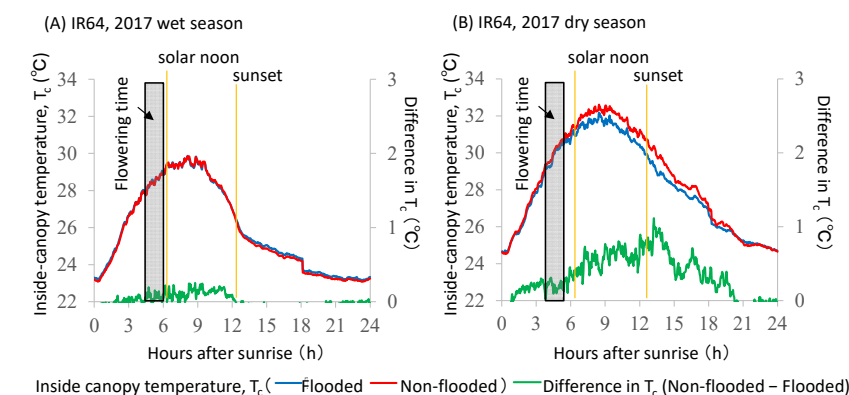 (A) IR64, 2017 wet season
(B) IR64, 2017 dry season
solar noon
sunset
Inside-canopy temperature, Tc (℃)
34
32
30
28
26
24
22
Flowering time
3
2
1
0
Difference in Tc (℃)
0 3 6 9 12 15 18 21 24
Hours after sunrise (h)
solar noon
sunset
Inside-canopy temperature, Tc (℃)
34
32
30
28
26
24
22
Flowering time
3
2
1
0
Difference in Tc (℃)
0 3 6 9 12 15 18 21 24
Hours after sunrise (h)
Inside canopy temperature, Tc ( Flooded Non-flooded ) Difference in Tc (Non-flooded − Flooded)